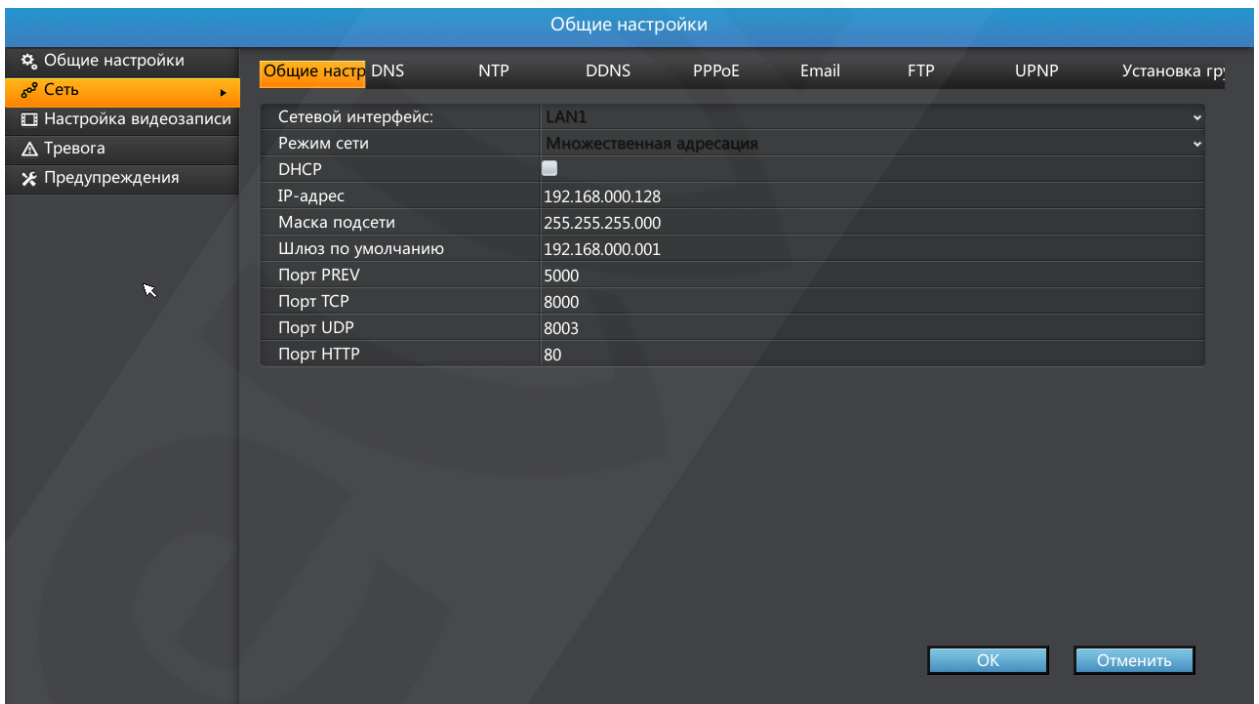 Общие настройки
Общие настройки
Сеть
Настройка видеозаписи
Тревога
Предупреждения
Общие настр DNS NTP DDNS PPPoE Email FTP UPNP Установка гру
Сетевой интерфейс: LAN1
Режим сети Множественная адресация
DHCP
IP-адрес 192.168.000.128
Маска подсети 255.255.255.000
Шлюз по умолчанию 192.168.000.001
Порт PREV 5000
Порт TCP 8000
Порт UDP 8003
Порт HTTP 80
OK Отменить